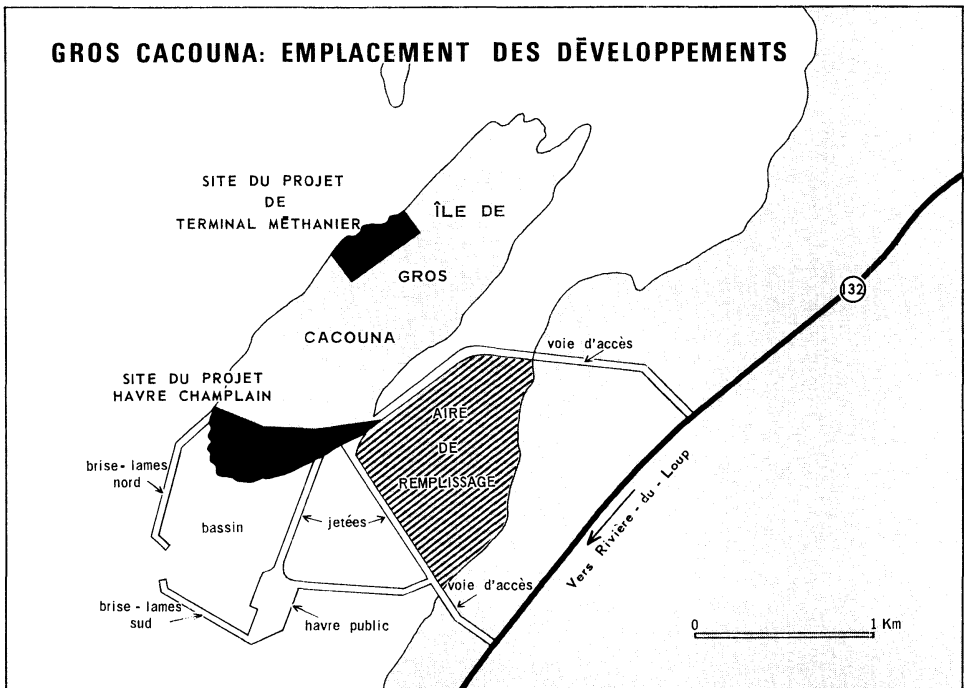 GROS CACOUNA: EMPLACEMENT DES DÉVELOPPEMENTS
SITE DU PROJET
DE
TERMINAL MÉTHANIER
ÎLE DE
GROS
CACOUNA
132
voie d'accès
SITE DU PROJET
HAVRE CHAMPLAIN
AIRE
DE
REMPLISSAGE
brise-lames
nord
bassin
jetées
Vers Rivière-du-Loup
voie d'accès
brise-lames
sud
havre public
0 1 Km